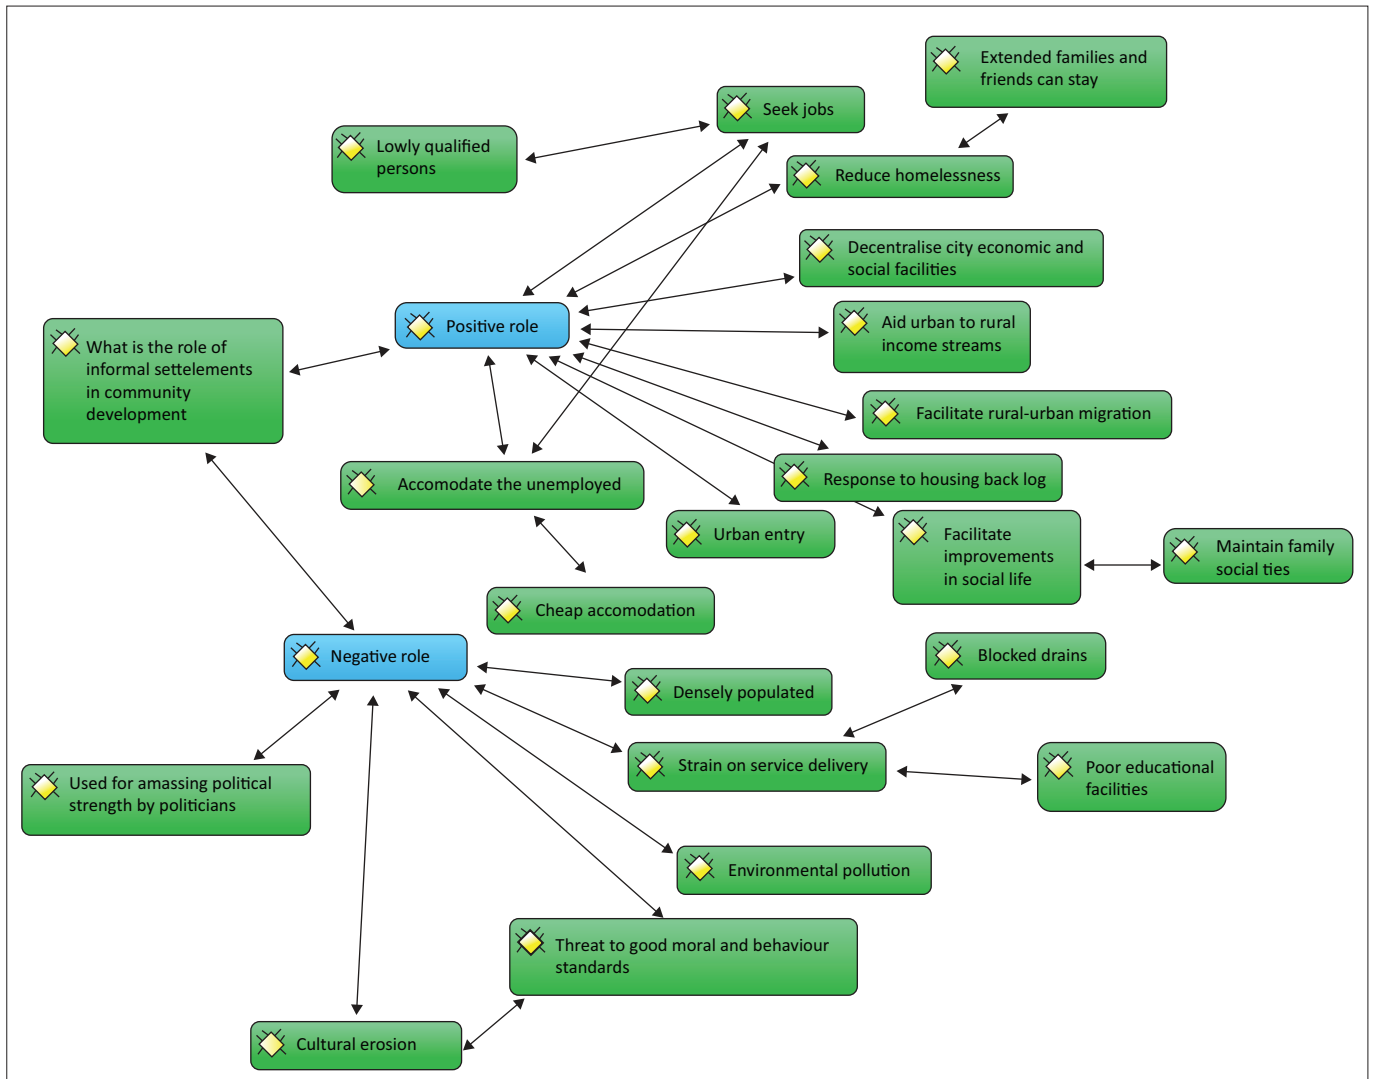 Extended families and
friends can stay
Seek jobs
Lowly qualified
persons
Reduce homelessness
Decentralise city economic and
social facilities
Positive role
Aid urban to rural
income streams
What is the role of
informal settelements
in community
development
Facilitate rural-urban migration
Accomodate the unemployed
Response to housing back log
Urban entry
Facilitate
improvements
in social life
Maintain family
social ties
Cheap accomodation
Negative role
Blocked drains
Densely populated
Strain on service delivery
Poor educational
facilities
Used for amassing political
strength by politicians
Environmental pollution
Threat to good moral and behaviour
standards
Cultural erosion